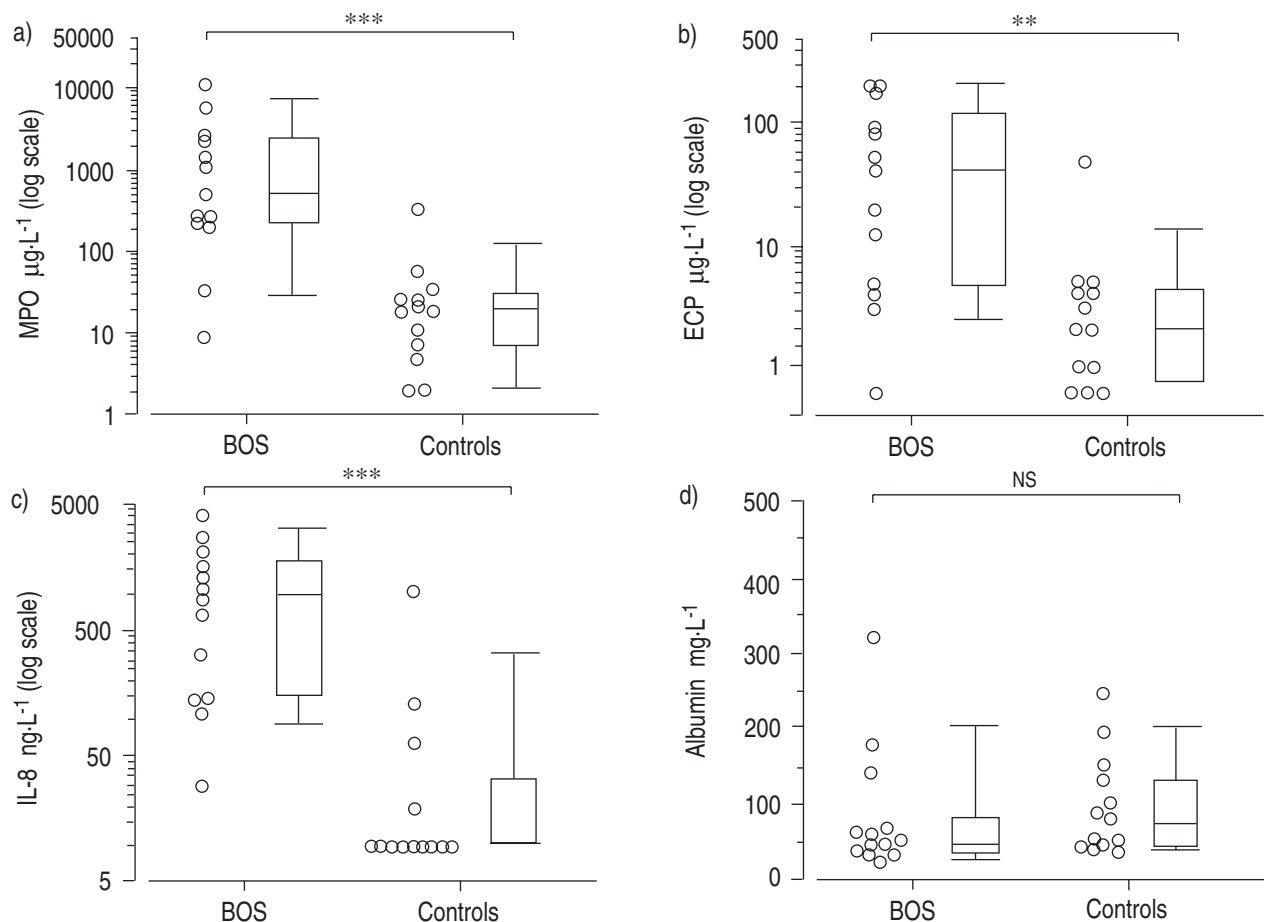 a)
***
50000
10000
1000
100
10
1
MPO µg·L⁻¹ (log scale)
BOS
Controls
b)
**
500
100
10
1
ECP µg·L⁻¹ (log scale)
BOS
Controls
c)
***
5000
500
50
5
IL-8 ng·L⁻¹ (log scale)
BOS
Controls
d)
NS
500
400
300
200
100
0
Albumin mg·L⁻¹
BOS
Controls